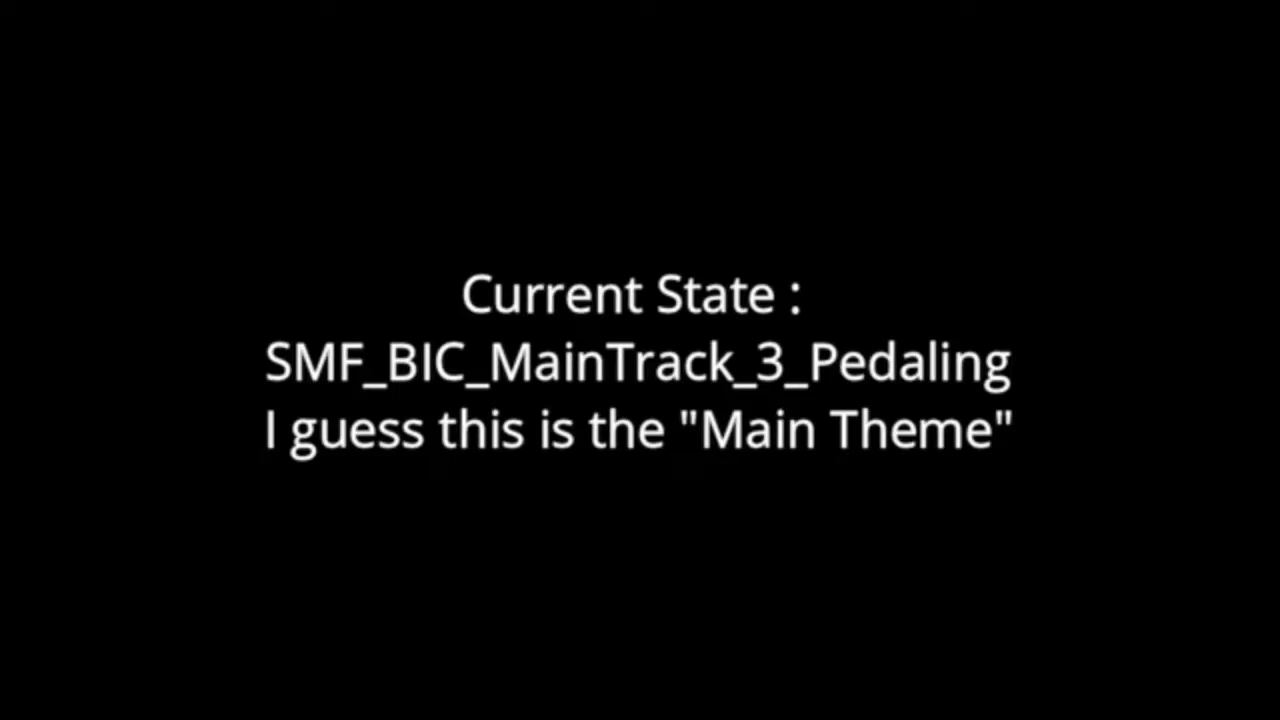 Current State :
SMF_BIC_MainTrack_3_Pedaling
I guess this is the "Main Theme"